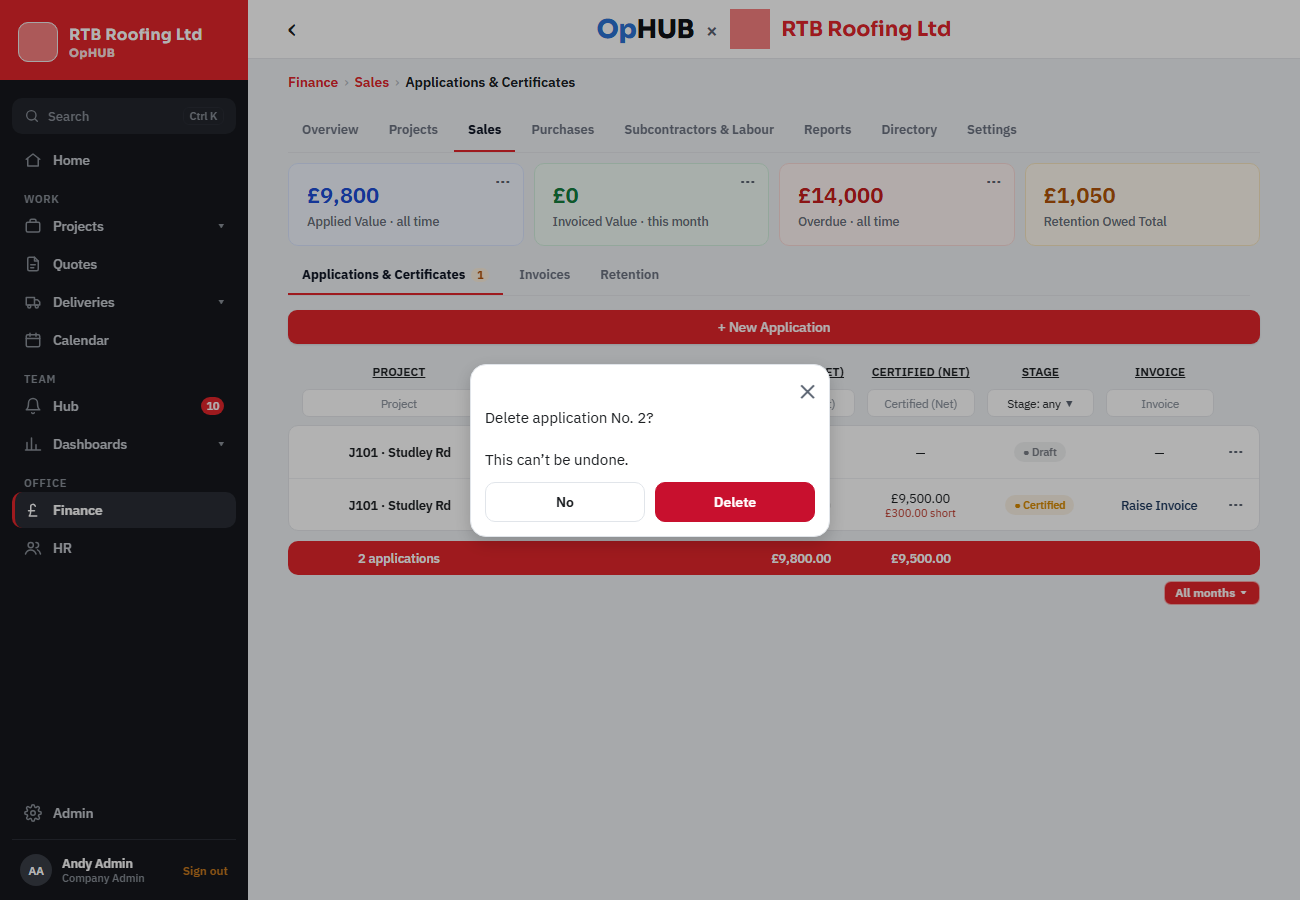 RTB Roofing Ltd
OpHUB
Search
Ctrl K
Home
WORK
Projects
Quotes
Deliveries
Calendar
TEAM
Hub
10
Dashboards
OFFICE
Finance
HR
Admin
AA
Andy Admin
Company Admin
Sign out
OpHUB × RTB Roofing Ltd
Finance › Sales › Applications & Certificates
Overview Projects Sales Purchases Subcontractors & Labour Reports Directory Settings
£9,800
Applied Value · all time
£0
Invoiced Value · this month
£14,000
Overdue · all time
£1,050
Retention Owed Total
Applications & Certificates 1 Invoices Retention
+ New Application
PROJECT CERTIFIED (NET) STAGE INVOICE
Project Certified (Net) Stage: any Invoice
J101 · Studley Rd — Draft —
J101 · Studley Rd £9,500.00 Certified Raise Invoice
£300.00 short
2 applications £9,800.00 £9,500.00
All months
Delete application No. 2?
This can’t be undone.
No
Delete